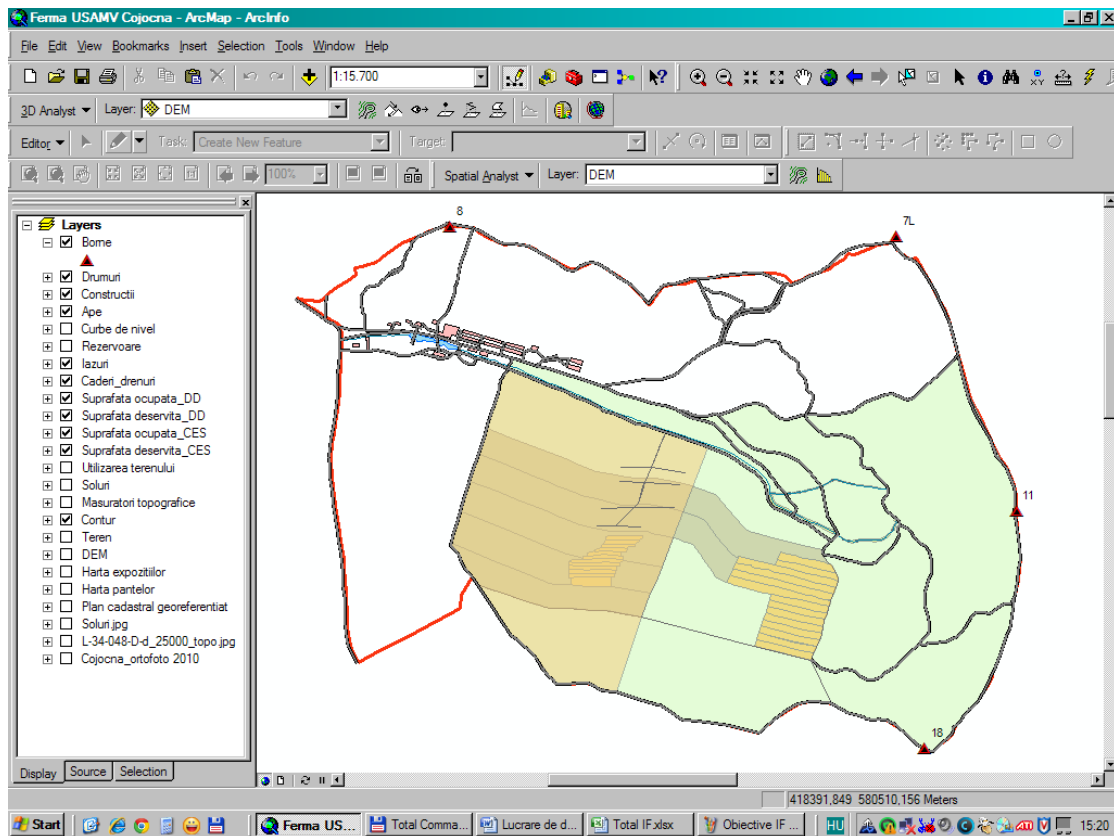 Ferma USAMV Cojocna - ArcMap - ArcInfo
File Edit View Bookmarks Insert Selection Tools Window Help
1:15.700
3D Analyst Layer: DEM
Editor Task: Create New Feature Target:
100% Spatial Analyst Layer: DEM
Layers
Borne
Drumuri
Constructii
Ape
Curbe de nivel
Rezervoare
Iazuri
Caderi_drenuri
Suprafata ocupata_DD
Suprafata deservita_DD
Suprafata ocupata_CES
Suprafata deservita_CES
Utilizarea terenului
Soluri
Masuratori topografice
Contur
Teren
DEM
Harta expozitiilor
Harta pantelor
Plan cadastral georeferentiat
Soluri.jpg
L-34-048-D-d_25000_topo.jpg
Cojocna_ortofoto 2010
8
7L
11
18
Display Source Selection
418391,849 580510,156 Meters
Start Ferma US... Total Comma... Lucrare de d... Total IF.xlsx Obiective IF ... HU 15:20